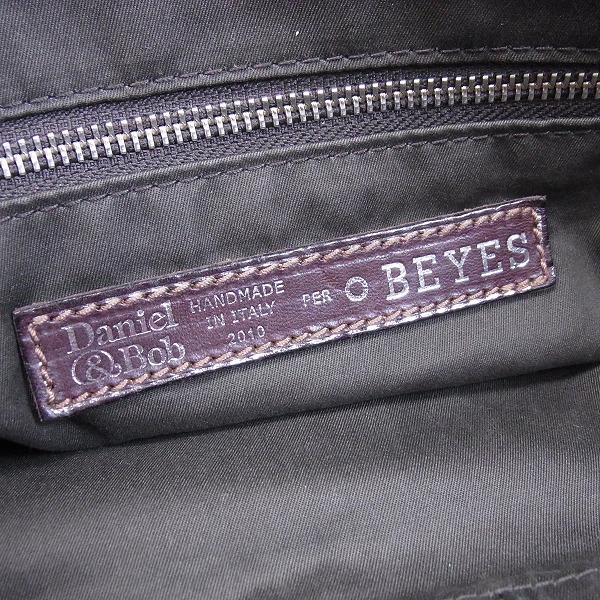 Daniel
& Bob
HANDMADE
IN ITALY
2010
PER
BEYES